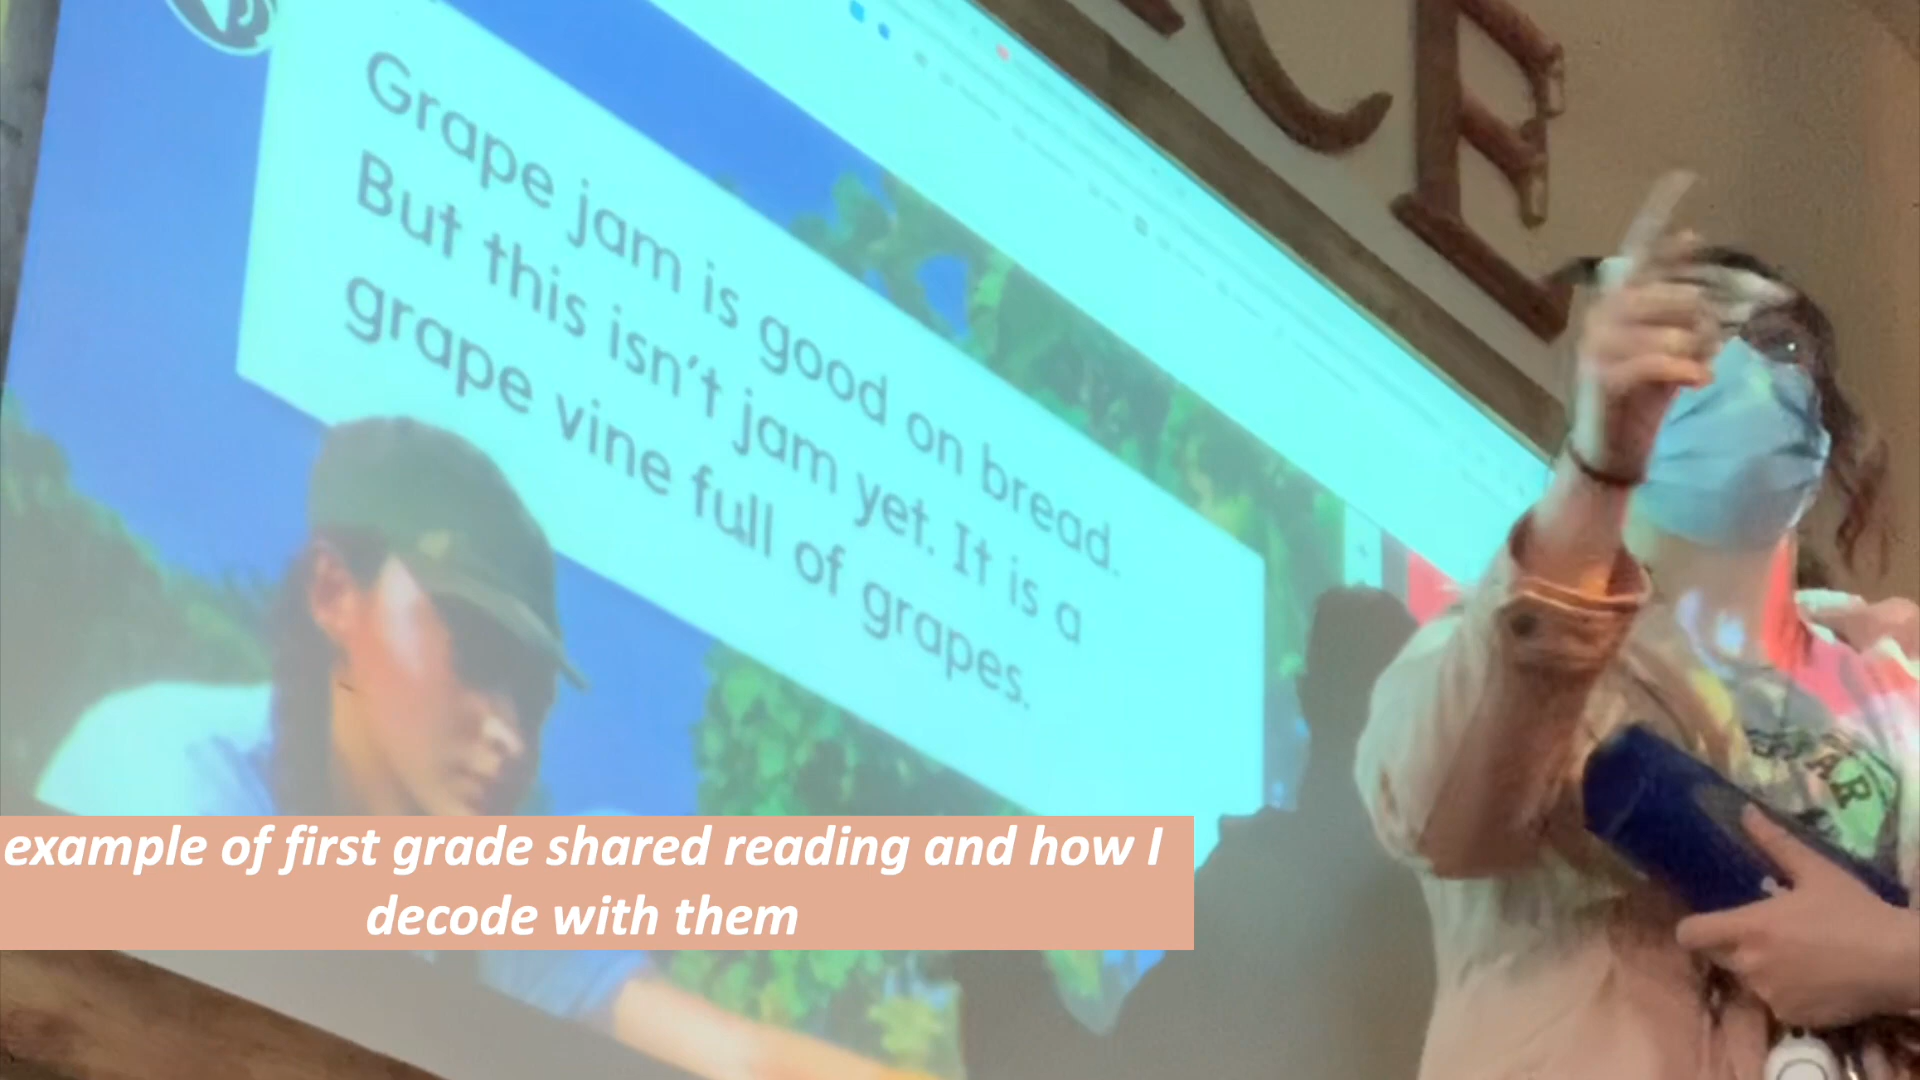 CE
Grape jam is good on bread.
But this isn't jam yet. It is a
grape vine full of grapes.
example of first grade shared reading and how I
decode with them